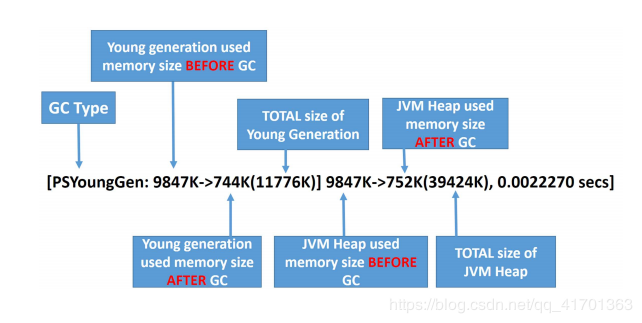 Young generation used
memory size BEFORE GC
GC Type
TOTAL size of
Young Generation
JVM Heap used
memory size
AFTER GC
[PSYoungGen: 9847K->744K(11776K)] 9847K->752K(39424K), 0.0022270 secs]
Young generation
used memory size
AFTER GC
JVM Heap used
memory size BEFORE
GC
TOTAL size of
JVM Heap
https://blog.csdn.net/qq_41701363